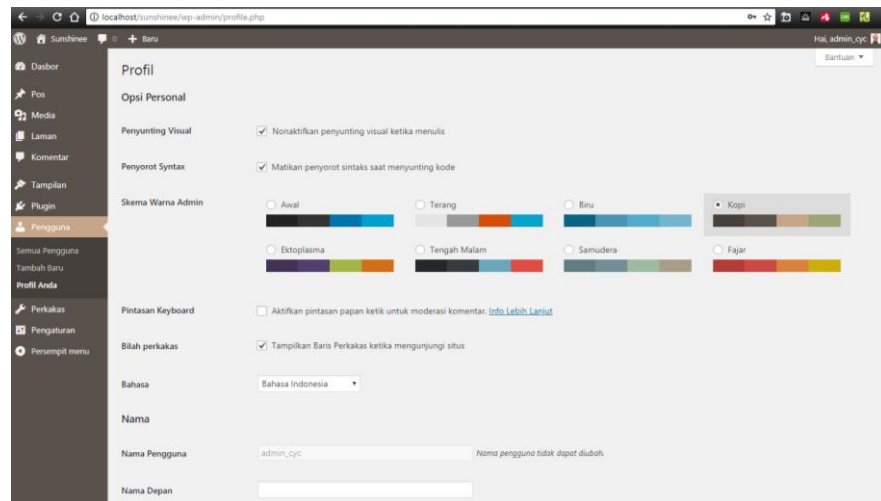 localhost/sunshinee/wp-admin/profile.php
Sunshinee 0 + Baru Hai, admin_cyc
Bantuan ▼
Dasbor
Pos
Media
Laman
Komentar
Tampilan
Plugin
Pengguna
Semua Pengguna
Tambah Baru
Profil Anda
Perkakas
Pengaturan
Persempit menu
Profil
Opsi Personal
Penyunting Visual Nonaktifkan penyunting visual ketika menulis
Penyorot Syntax Matikan penyorot sintaks saat menyunting kode
Skema Warna Admin Awal Terang Biru Kopi
Ektoplasma Tengah Malam Samudera Fajar
Pintasan Keyboard Aktifkan pintasan papan ketik untuk moderasi komentar. Info Lebih Lanjut
Bilah perkakas Tampilkan Baris Perkakas ketika mengunjungi situs
Bahasa Bahasa Indonesia
Nama
Nama Pengguna admin_cyc Nama pengguna tidak dapat diubah.
Nama Depan